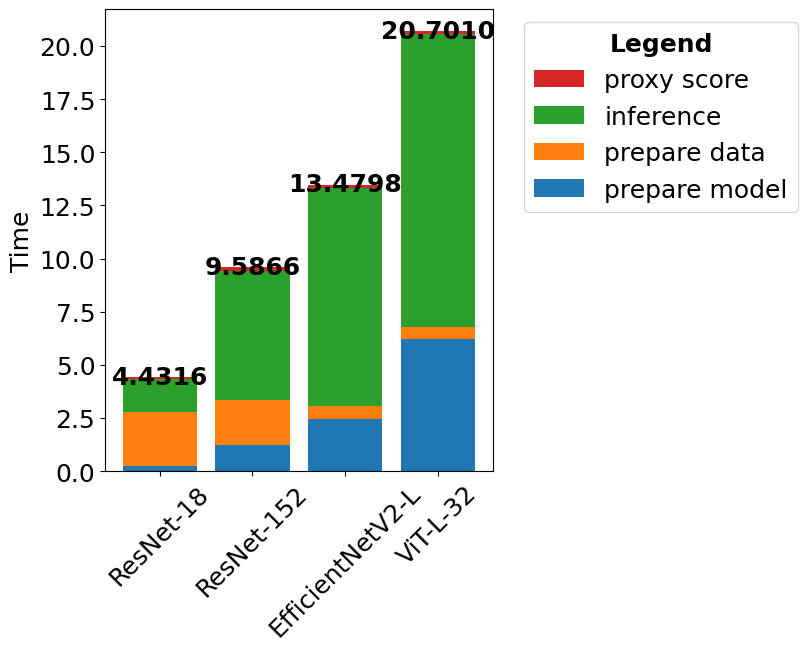 20.0
17.5
15.0
12.5
10.0
7.5
5.0
2.5
0.0
Time
4.4316
9.5866
13.4798
20.7010
ResNet-18
ResNet-152
EfficientNetV2-L
ViT-L-32
Legend
proxy score
inference
prepare data
prepare model